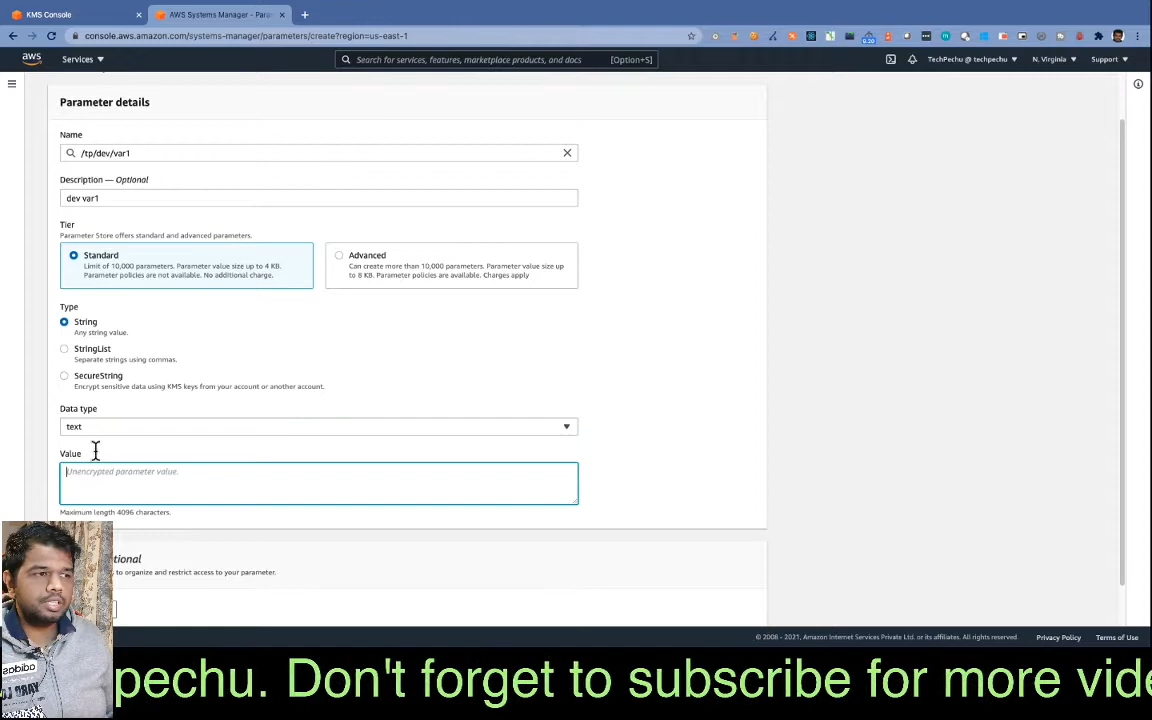 KMS Console
AWS Systems Manager - Para
console.aws.amazon.com/systems-manager/parameters/create?region=us-east-1
aws
Services
Search for services, features, marketplace products, and docs [Option+S]
TechPechu @ techpechu
N. Virginia
Support
Parameter details
Name
/tp/dev/var1
Description — Optional
dev var1
Tier
Parameter Store offers standard and advanced parameters.
Standard
Limit of 10,000 parameters. Parameter value size up to 4 KB.
Parameter policies are not available. No additional charge.
Advanced
Can create more than 10,000 parameters. Parameter value size up
to 8 KB. Parameter policies are available. Charges apply
Type
String
Any string value.
StringList
Separate strings using commas.
SecureString
Encrypt sensitive data using KMS keys from your account or another account.
Data type
text
Value
Unencrypted parameter value.
Maximum length 4096 characters.
tional
to organize and restrict access to your parameter.
© 2008 - 2021, Amazon Internet Services Private Ltd. or its affiliates. All rights reserved.
Privacy Policy
Terms of Use
pechu. Don't forget to subscribe for more vide